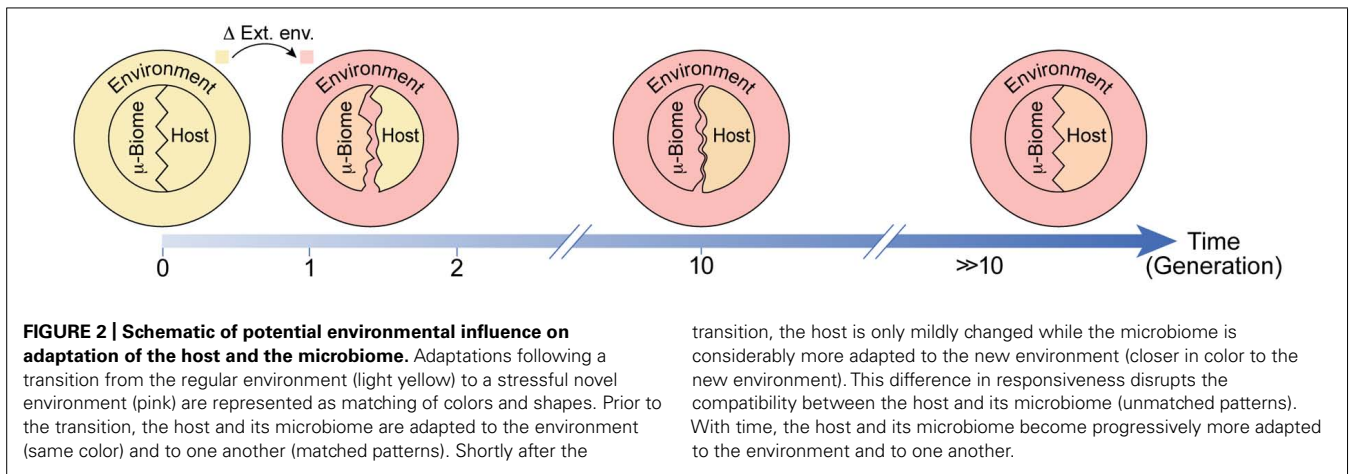 Δ Ext. env.
Environment
μ-Biome
Host
Environment
μ-Biome
Host
Environment
μ-Biome
Host
Environment
μ-Biome
Host
0
1
2
10
≫10
Time
(Generation)
FIGURE 2 | Schematic of potential environmental influence on
adaptation of the host and the microbiome. Adaptations following a
transition from the regular environment (light yellow) to a stressful novel
environment (pink) are represented as matching of colors and shapes. Prior to
the transition, the host and its microbiome are adapted to the environment
(same color) and to one another (matched patterns). Shortly after the
transition, the host is only mildly changed while the microbiome is
considerably more adapted to the new environment (closer in color to the
new environment). This difference in responsiveness disrupts the
compatibility between the host and its microbiome (unmatched patterns).
With time, the host and its microbiome become progressively more adapted
to the environment and to one another.